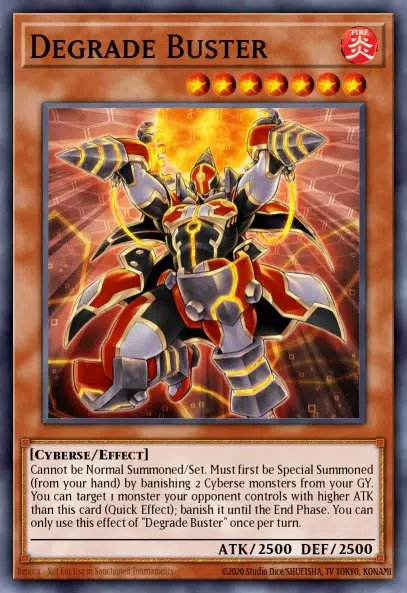 Degrade Buster
FIRE
炎
[Cyberse/Effect]
Cannot be Normal Summoned/Set. Must first be Special Summoned
(from your hand) by banishing 2 Cyberse monsters from your GY.
You can target 1 monster your opponent controls with higher ATK
than this card (Quick Effect); banish it until the End Phase. You can
only use this effect of "Degrade Buster" once per turn.
ATK/2500 DEF/2500
Replica - Not For Use in Sanctioned Tournaments.
©2020 Studio Dice/SHUEISHA, TV TOKYO, KONAMI